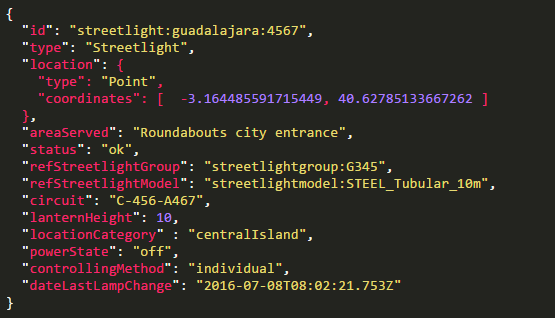 {
  "id": "streetlight:guadalajara:4567",
  "type": "Streetlight",
  "location": {
    "type": "Point",
    "coordinates": [  -3.164485591715449, 40.62785133667262 ]
  },
  "areaServed": "Roundabouts city entrance",
  "status": "ok",
  "refStreetlightGroup": "streetlightgroup:G345",
  "refStreetlightModel": "streetlightmodel:STEEL_Tubular_10m",
  "circuit": "C-456-A467",
  "lanternHeight": 10,
  "locationCategory" : "centralIsland",
  "powerState": "off",
  "controllingMethod": "individual",
  "dateLastLampChange": "2016-07-08T08:02:21.753Z"
}